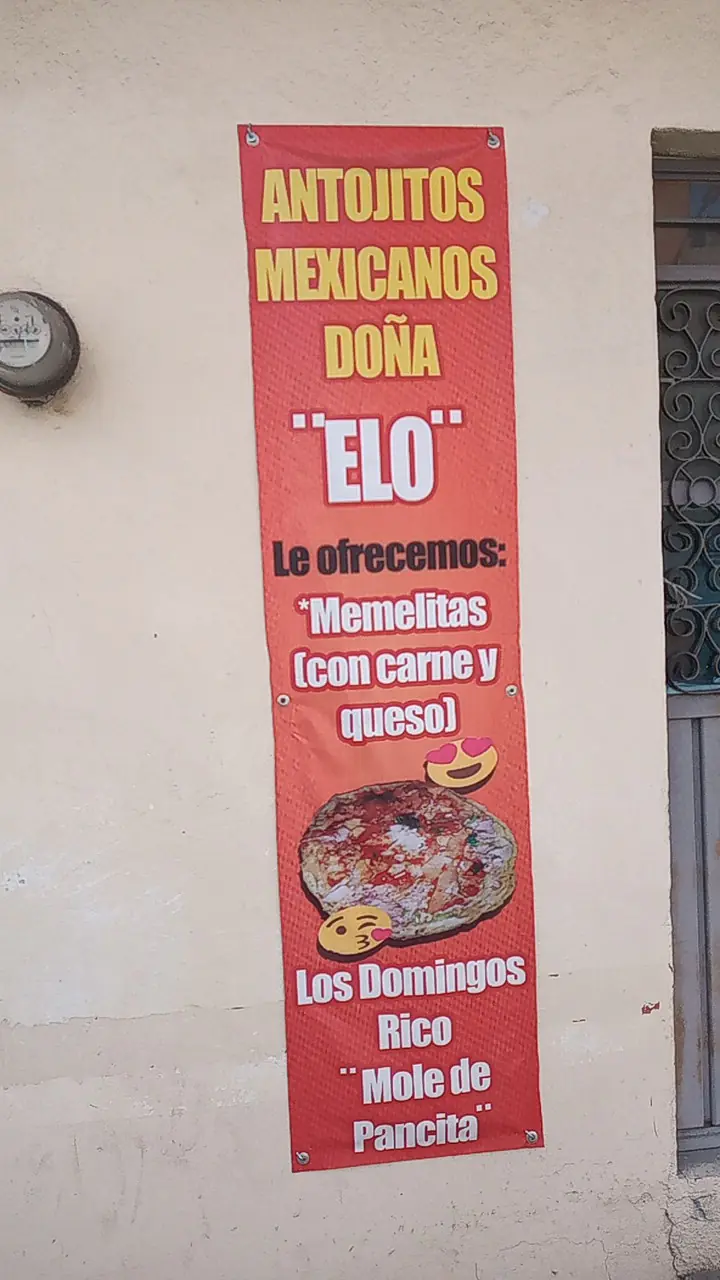 ANTOJITOS
MEXICANOS
DOÑA
¨ELO¨
Le ofrecemos:
*Memelitas
(con carne y
queso)
Los Domingos
Rico
¨Mole de
Pancita¨